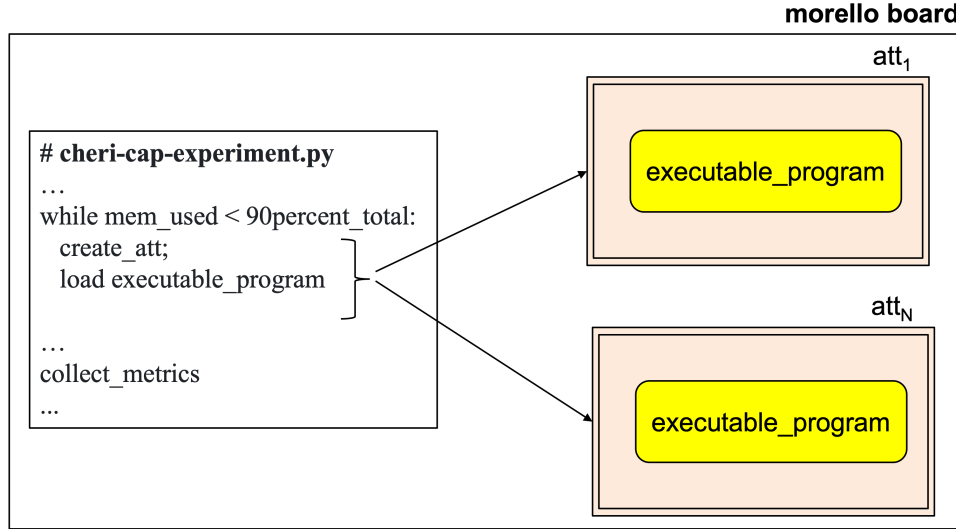 morello board
att1
# cheri-cap-experiment.py
…
while mem_used < 90percent_total:
create_att;
load executable_program
…
collect_metrics
...
executable_program
attN
executable_program